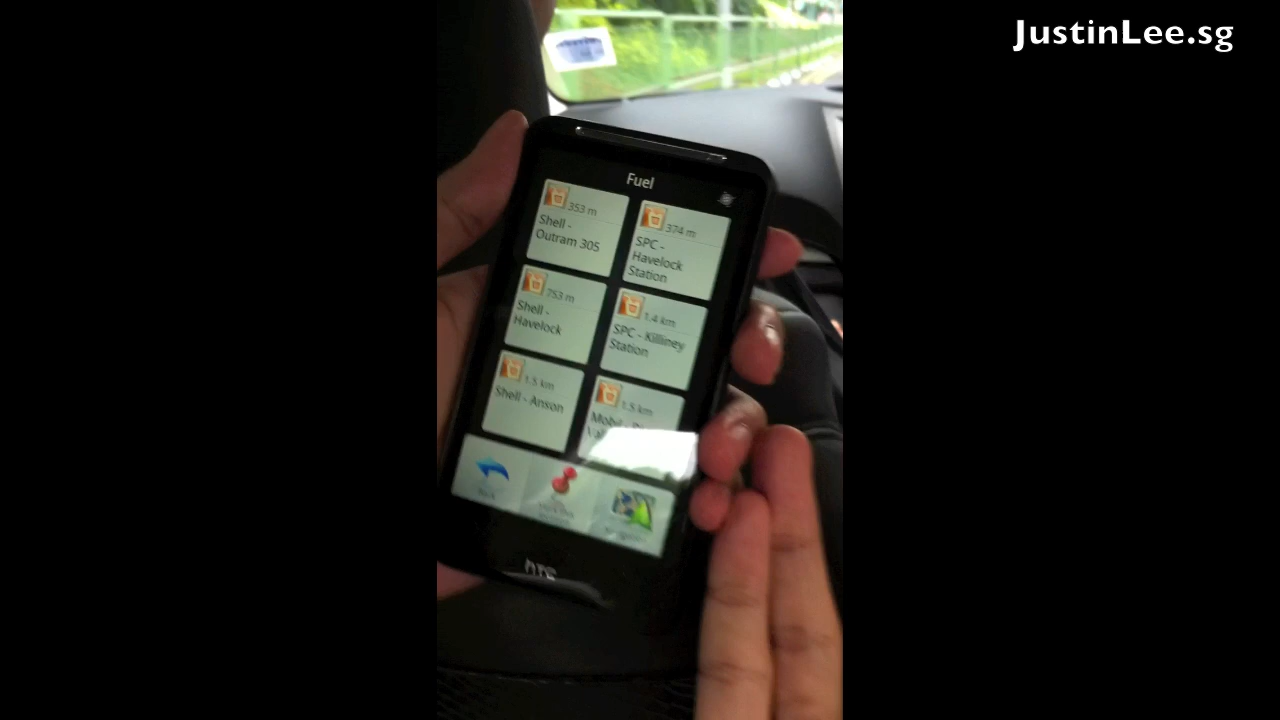 JustinLee.sg
Fuel
353 m
Shell -
Outram 305
374 m
SPC -
Havelock
Station
753 m
Shell -
Havelock
1.4 km
SPC - Killiney
Station
1.5 km
Shell - Anson
1.5 km
Mobil -
htc